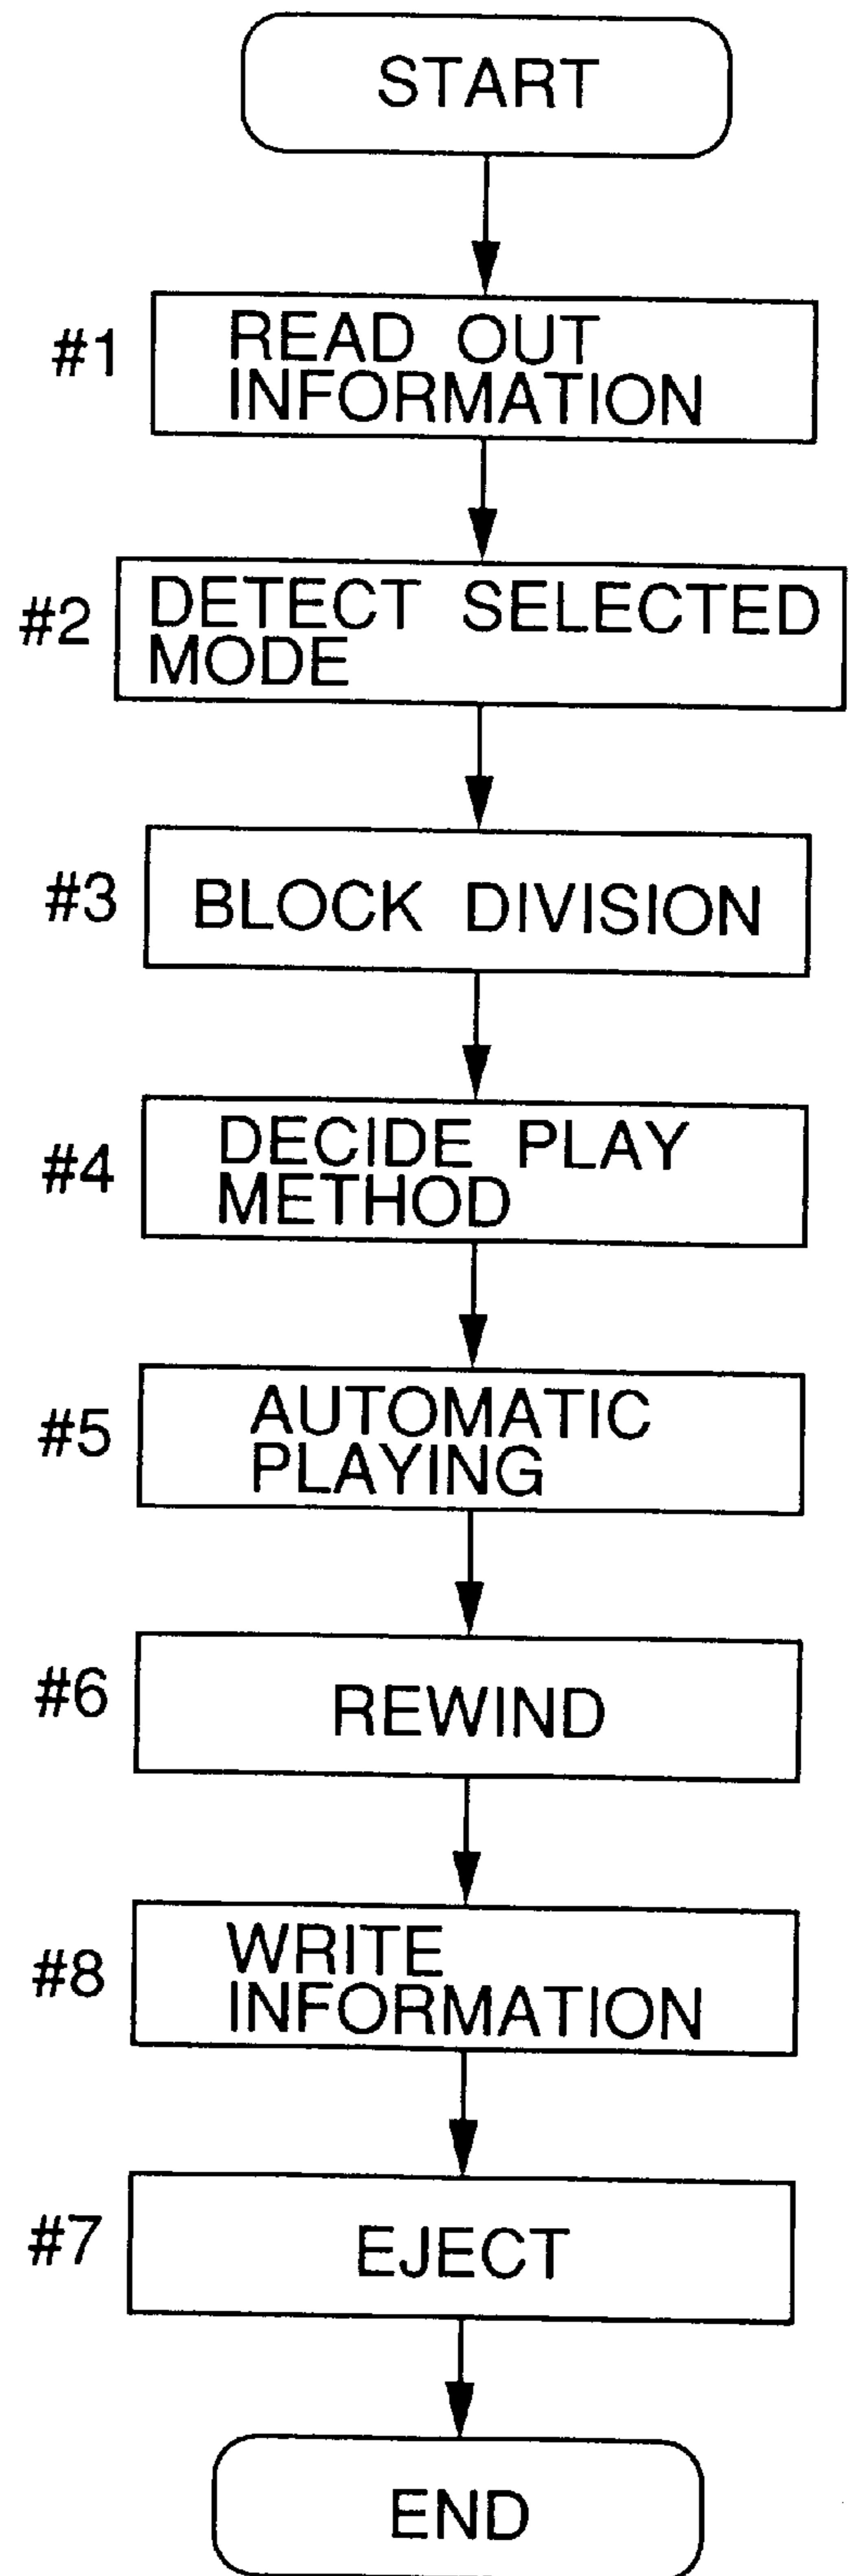 START
#1
READ OUT
INFORMATION
#2
DETECT SELECTED
MODE
#3
BLOCK DIVISION
#4
DECIDE PLAY
METHOD
#5
AUTOMATIC
PLAYING
#6
REWIND
#8
WRITE
INFORMATION
#7
EJECT
END